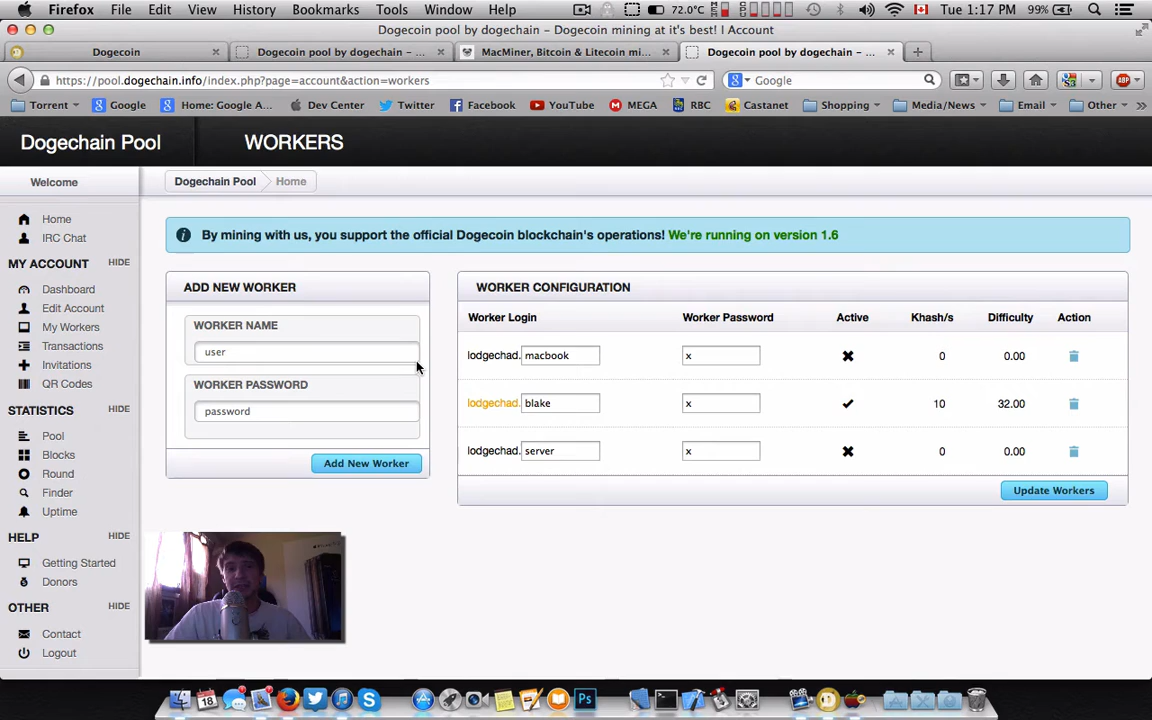 Firefox File Edit View History Bookmarks Tools Window Help 72.0°C Tue 1:17 PM 99%
Dogecoin pool by dogechain - Dogecoin mining at it's best! I Account
Dogecoin
Dogecoin pool by dogechain - ...
MacMiner, Bitcoin & Litecoin mi...
Dogecoin pool by dogechain - ...
https://pool.dogechain.info/index.php?page=account&action=workers
Google
Torrent Google Home: Google A... Dev Center Twitter Facebook YouTube MEGA RBC Castanet Shopping Media/News Email Other
Dogechain Pool
WORKERS
Welcome
Dogechain Pool Home
Home
IRC Chat
MY ACCOUNT HIDE
Dashboard
Edit Account
My Workers
Transactions
Invitations
QR Codes
STATISTICS HIDE
Pool
Blocks
Round
Finder
Uptime
HELP HIDE
Getting Started
Donors
OTHER HIDE
Contact
Logout
By mining with us, you support the official Dogecoin blockchain's operations! We're running on version 1.6
ADD NEW WORKER
WORKER NAME
user
WORKER PASSWORD
password
Add New Worker
WORKER CONFIGURATION
Worker Login Worker Password Active Khash/s Difficulty Action
lodgechad. macbook x 0 0.00
lodgechad. blake x 10 32.00
lodgechad. server x 0 0.00
Update Workers
18
Ps